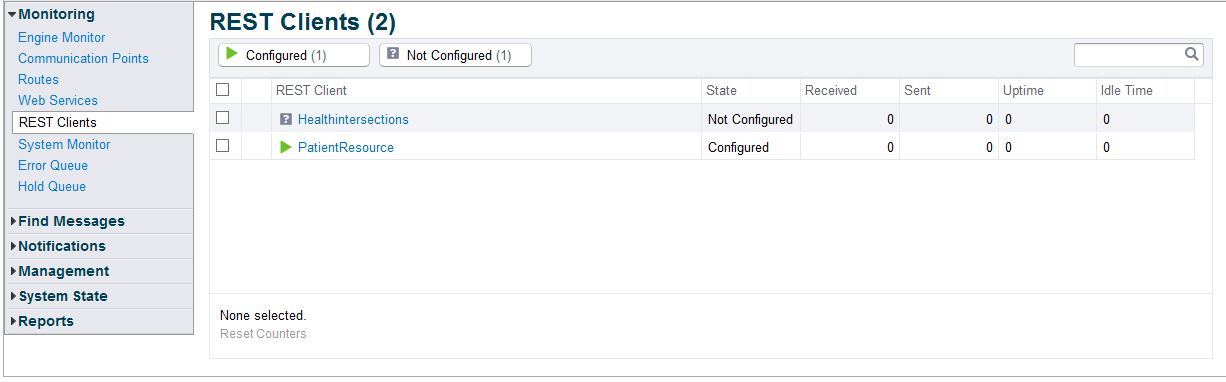 Monitoring
Engine Monitor
Communication Points
Routes
Web Services
REST Clients
System Monitor
Error Queue
Hold Queue
Find Messages
Notifications
Management
System State
Reports
REST Clients (2)
Configured (1) ? Not Configured (1)
REST Client State Received Sent Uptime Idle Time
? Healthintersections Not Configured 0 0 0 0
PatientResource Configured 0 0 0 0
None selected.
Reset Counters